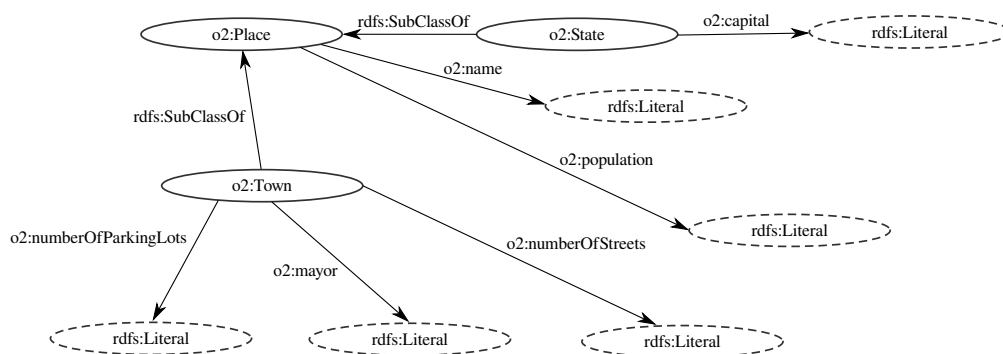 rdfs:SubClassOf
o2:capital
o2:Place
o2:State
rdfs:Literal
o2:name
rdfs:Literal
rdfs:SubClassOf
o2:population
o2:Town
rdfs:Literal
o2:numberOfParkingLots
o2:numberOfStreets
o2:mayor
rdfs:Literal
rdfs:Literal
rdfs:Literal